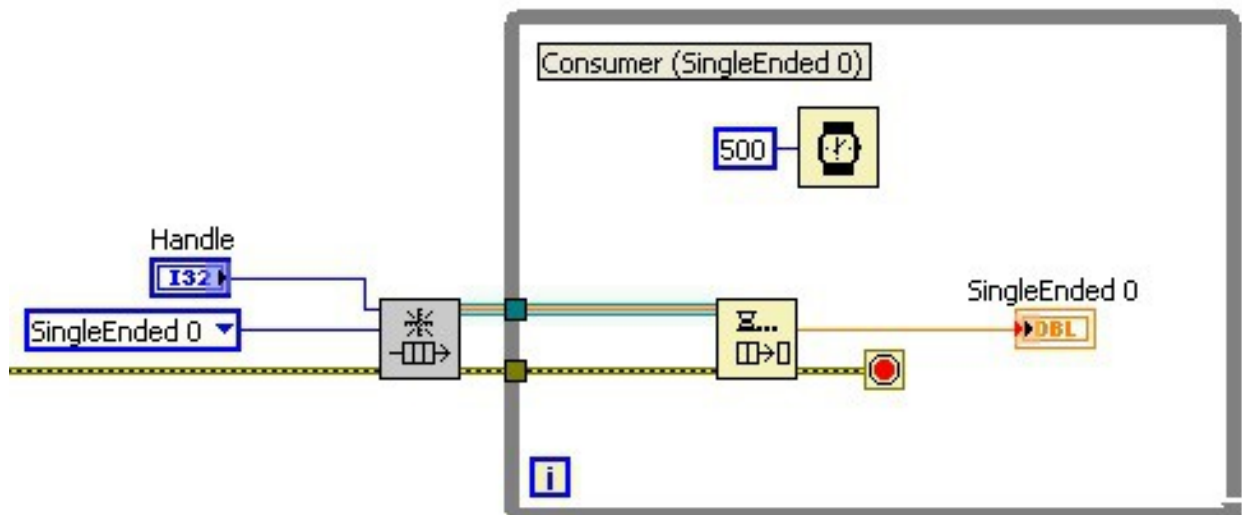 Consumer (SingleEnded 0)
500
Handle
I32
SingleEnded 0
SingleEnded 0
DBL
i